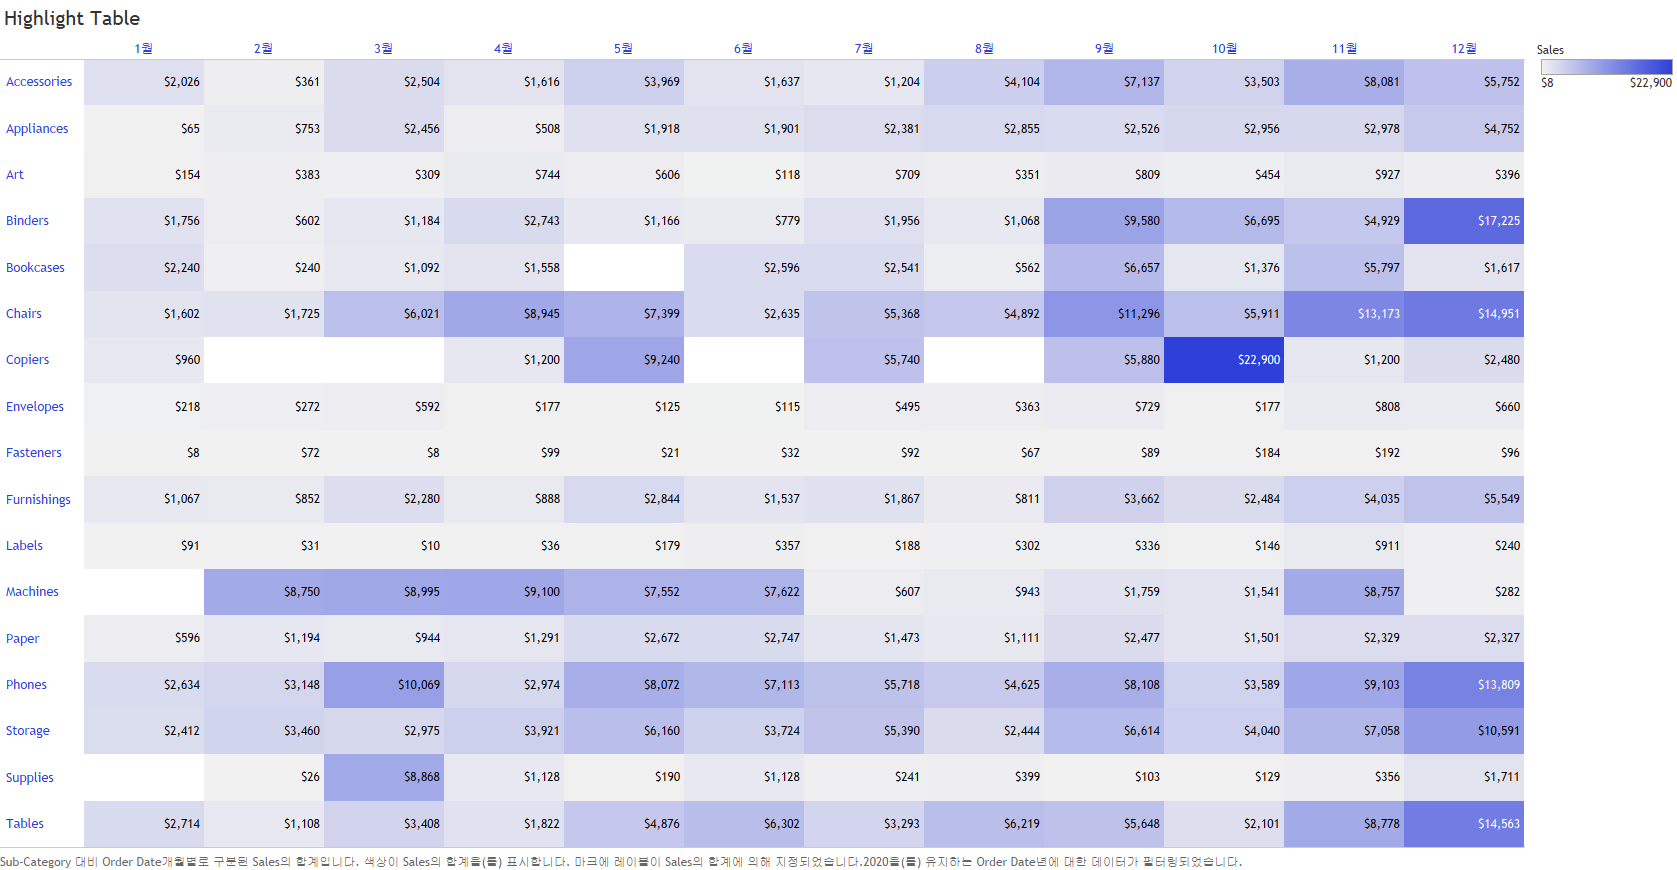 Highlight Table
1월 2월 3월 4월 5월 6월 7월 8월 9월 10월 11월 12월
Sales
$8 $22,900
Accessories $2,026 $361 $2,504 $1,616 $3,969 $1,637 $1,204 $4,104 $7,137 $3,503 $8,081 $5,752
Appliances $65 $753 $2,456 $508 $1,918 $1,901 $2,381 $2,855 $2,526 $2,956 $2,978 $4,752
Art $154 $383 $309 $744 $606 $118 $709 $351 $809 $454 $927 $396
Binders $1,756 $602 $1,184 $2,743 $1,166 $779 $1,956 $1,068 $9,580 $6,695 $4,929 $17,225
Bookcases $2,240 $240 $1,092 $1,558 $2,596 $2,541 $562 $6,657 $1,376 $5,797 $1,617
Chairs $1,602 $1,725 $6,021 $8,945 $7,399 $2,635 $5,368 $4,892 $11,296 $5,911 $13,173 $14,951
Copiers $960 $1,200 $9,240 $5,740 $5,880 $22,900 $1,200 $2,480
Envelopes $218 $272 $592 $177 $125 $115 $495 $363 $729 $177 $808 $660
Fasteners $8 $72 $8 $99 $21 $32 $92 $67 $89 $184 $192 $96
Furnishings $1,067 $852 $2,280 $888 $2,844 $1,537 $1,867 $811 $3,662 $2,484 $4,035 $5,549
Labels $91 $31 $10 $36 $179 $357 $188 $302 $336 $146 $911 $240
Machines $8,750 $8,995 $9,100 $7,552 $7,622 $607 $943 $1,759 $1,541 $8,757 $282
Paper $596 $1,194 $944 $1,291 $2,672 $2,747 $1,473 $1,111 $2,477 $1,501 $2,329 $2,327
Phones $2,634 $3,148 $10,069 $2,974 $8,072 $7,113 $5,718 $4,625 $8,108 $3,589 $9,103 $13,809
Storage $2,412 $3,460 $2,975 $3,921 $6,160 $3,724 $5,390 $2,444 $6,614 $4,040 $7,058 $10,591
Supplies $26 $8,868 $1,128 $190 $1,128 $241 $399 $103 $129 $356 $1,711
Tables $2,714 $1,108 $3,408 $1,822 $4,876 $6,302 $3,293 $6,219 $5,648 $2,101 $8,778 $14,563
Sub-Category 대비 Order Date개월별로 구분된 Sales의 합계입니다. 색상이 Sales의 합계을(를) 표시합니다. 마크에 레이블이 Sales의 합계에 의해 지정되었습니다.2020을(를) 유지하는 Order Date년에 대한 데이터가 필터링되었습니다.